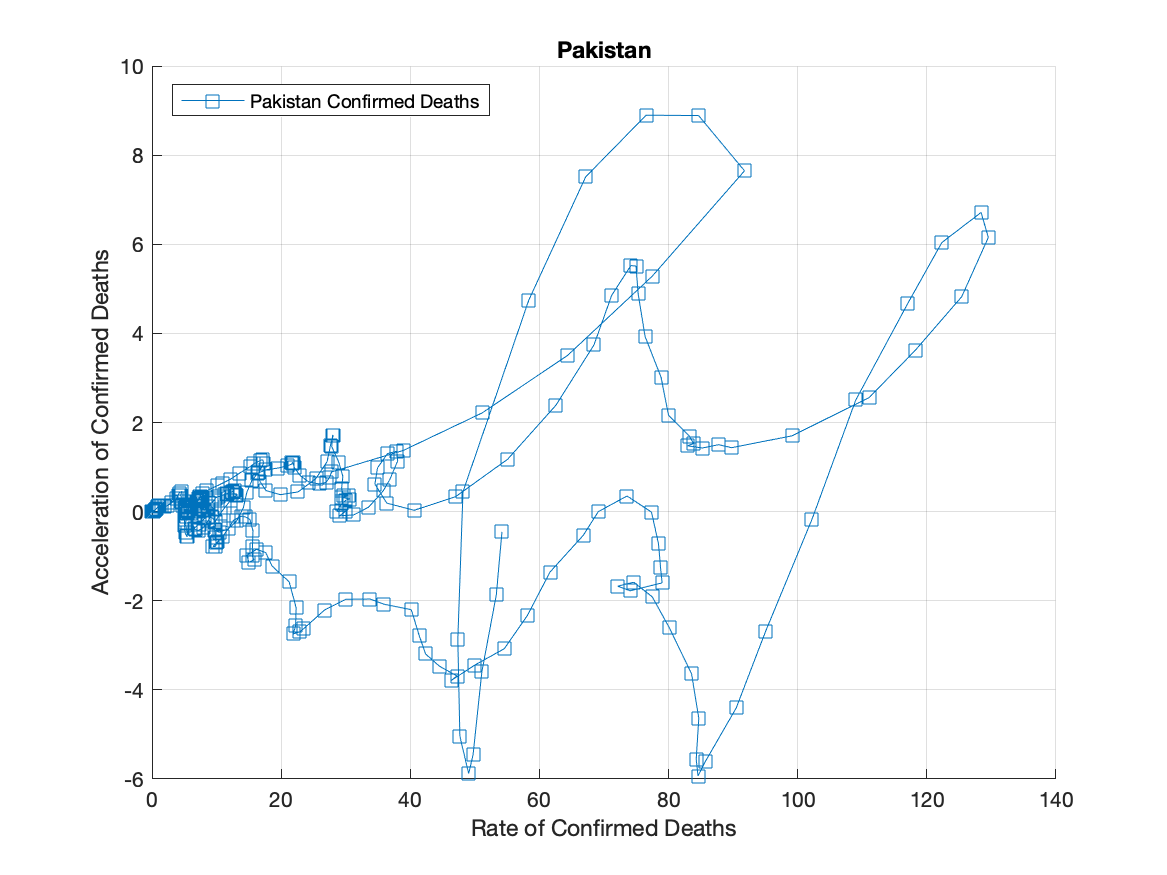 Pakistan
10
Pakistan Confirmed Deaths
8
6
4
2
0
-2
-4
-6
Acceleration of Confirmed Deaths
0 20 40 60 80 100 120 140
Rate of Confirmed Deaths